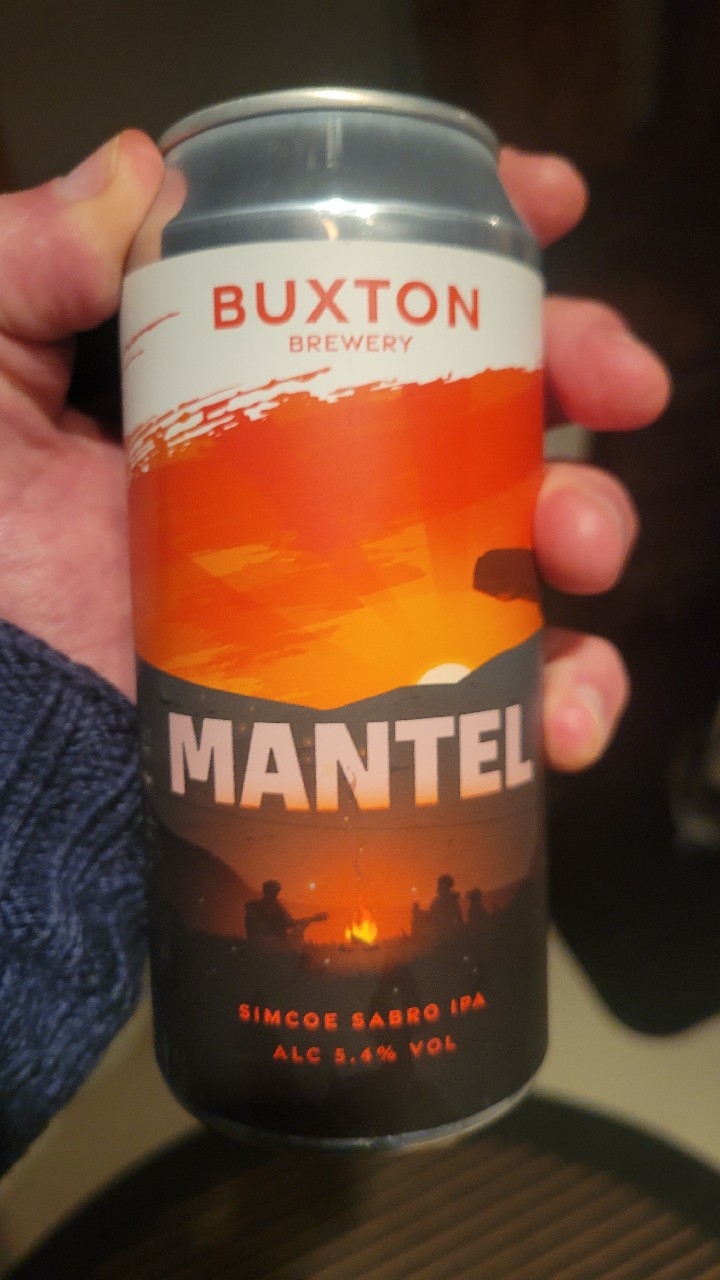 BUXTON
BREWERY
MANTEL
SIMCOE SABRO IPA
ALC 5.4% VOL